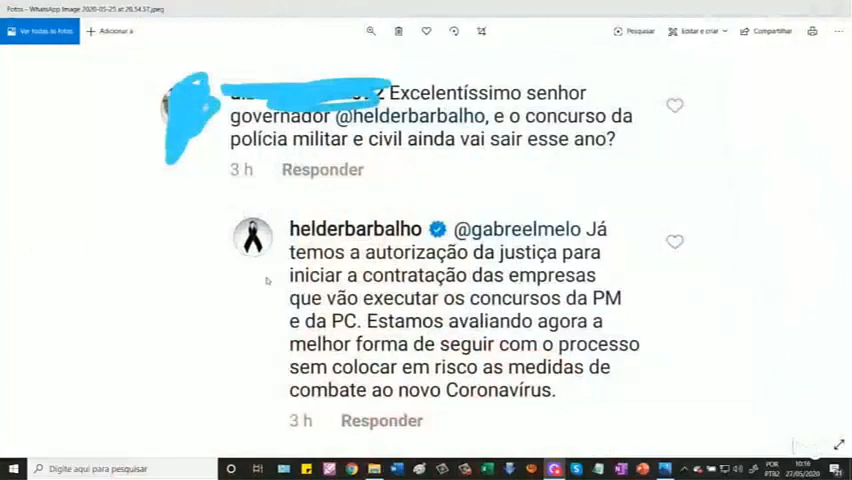 Fotos - WhatsApp Image 2020-05-25 at 20.54.57.jpeg
Ver todas as fotos
Adicionar a
Pesquisar
Editar e criar
Compartilhar
Excelentíssimo senhor
governador @helderbarbalho, e o concurso da
polícia militar e civil ainda vai sair esse ano?
3 h Responder
helderbarbalho @gabreelmelo Já
temos a autorização da justiça para
iniciar a contratação das empresas
que vão executar os concursos da PM
e da PC. Estamos avaliando agora a
melhor forma de seguir com o processo
sem colocar em risco as medidas de
combate ao novo Coronavírus.
3 h Responder
Digite aqui para pesquisar
POR
PTB2
10:16
27/05/2020